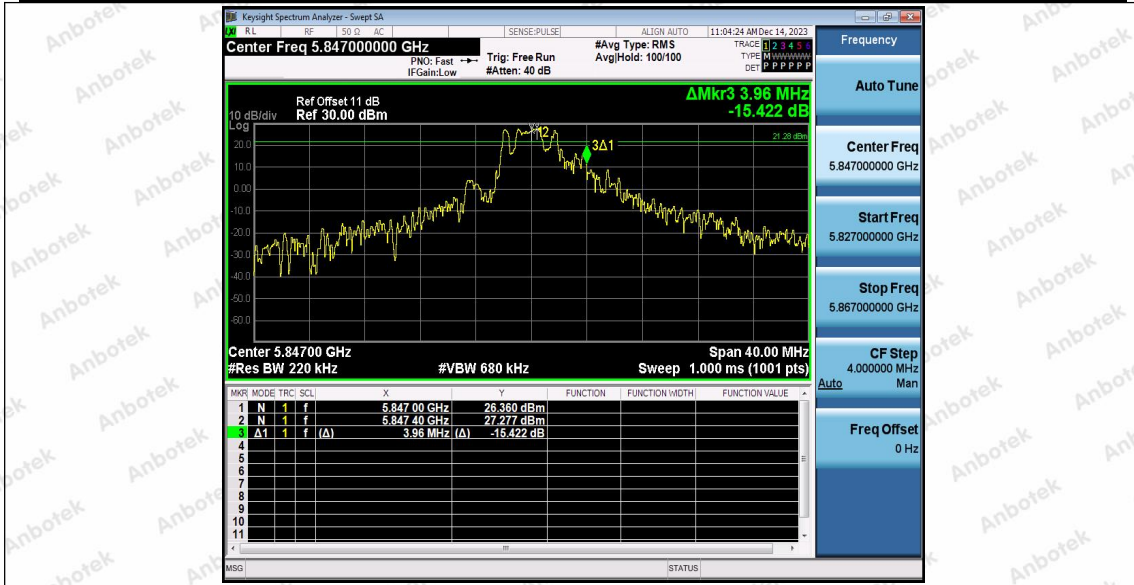 Keysight Spectrum Analyzer - Swept SA
RL RF 50 Ω AC SENSE:PULSE ALIGN AUTO 11:04:24 AM Dec 14, 2023
Center Freq 5.847000000 GHz
PNO: Fast
IFGain:Low
Trig: Free Run
#Atten: 40 dB
#Avg Type: RMS
Avg|Hold: 100/100
TRACE 1 2 3 4 5 6
TYPE M WWWWW
DET P P P P P P
Frequency
Auto Tune
Center Freq
5.847000000 GHz
Start Freq
5.827000000 GHz
Stop Freq
5.867000000 GHz
CF Step
4.000000 MHz
Auto Man
Freq Offset
0 Hz
Ref Offset 11 dB
10 dB/div Ref 30.00 dBm
ΔMkr3 3.96 MHz
-15.422 dB
Log
20.0
10.0
0.00
-10.0
-20.0
-30.0
-40.0
-50.0
-60.0
21.28 dBm
12
3Δ1
Center 5.84700 GHz Span 40.00 MHz
#Res BW 220 kHz #VBW 680 kHz Sweep 1.000 ms (1001 pts)
MKR MODE TRC SCL X Y FUNCTION FUNCTION WIDTH FUNCTION VALUE
1 N 1 f 5.847 00 GHz 26.360 dBm
2 N 1 f 5.847 40 GHz 27.277 dBm
3 Δ1 1 f (Δ) 3.96 MHz (Δ) -15.422 dB
4
5
6
7
8
9
10
11
MSG STATUS
Anbotek